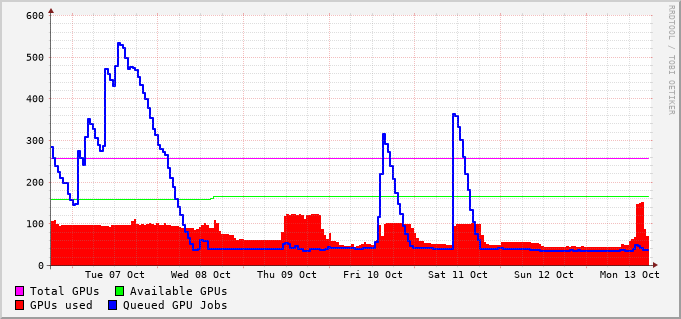 600
500
400
300
200
100
0
Tue 07 Oct Wed 08 Oct Thu 09 Oct Fri 10 Oct Sat 11 Oct Sun 12 Oct Mon 13 Oct
Total GPUs Available GPUs
GPUs used Queued GPU Jobs
RRDTOOL / TOBI OETIKER